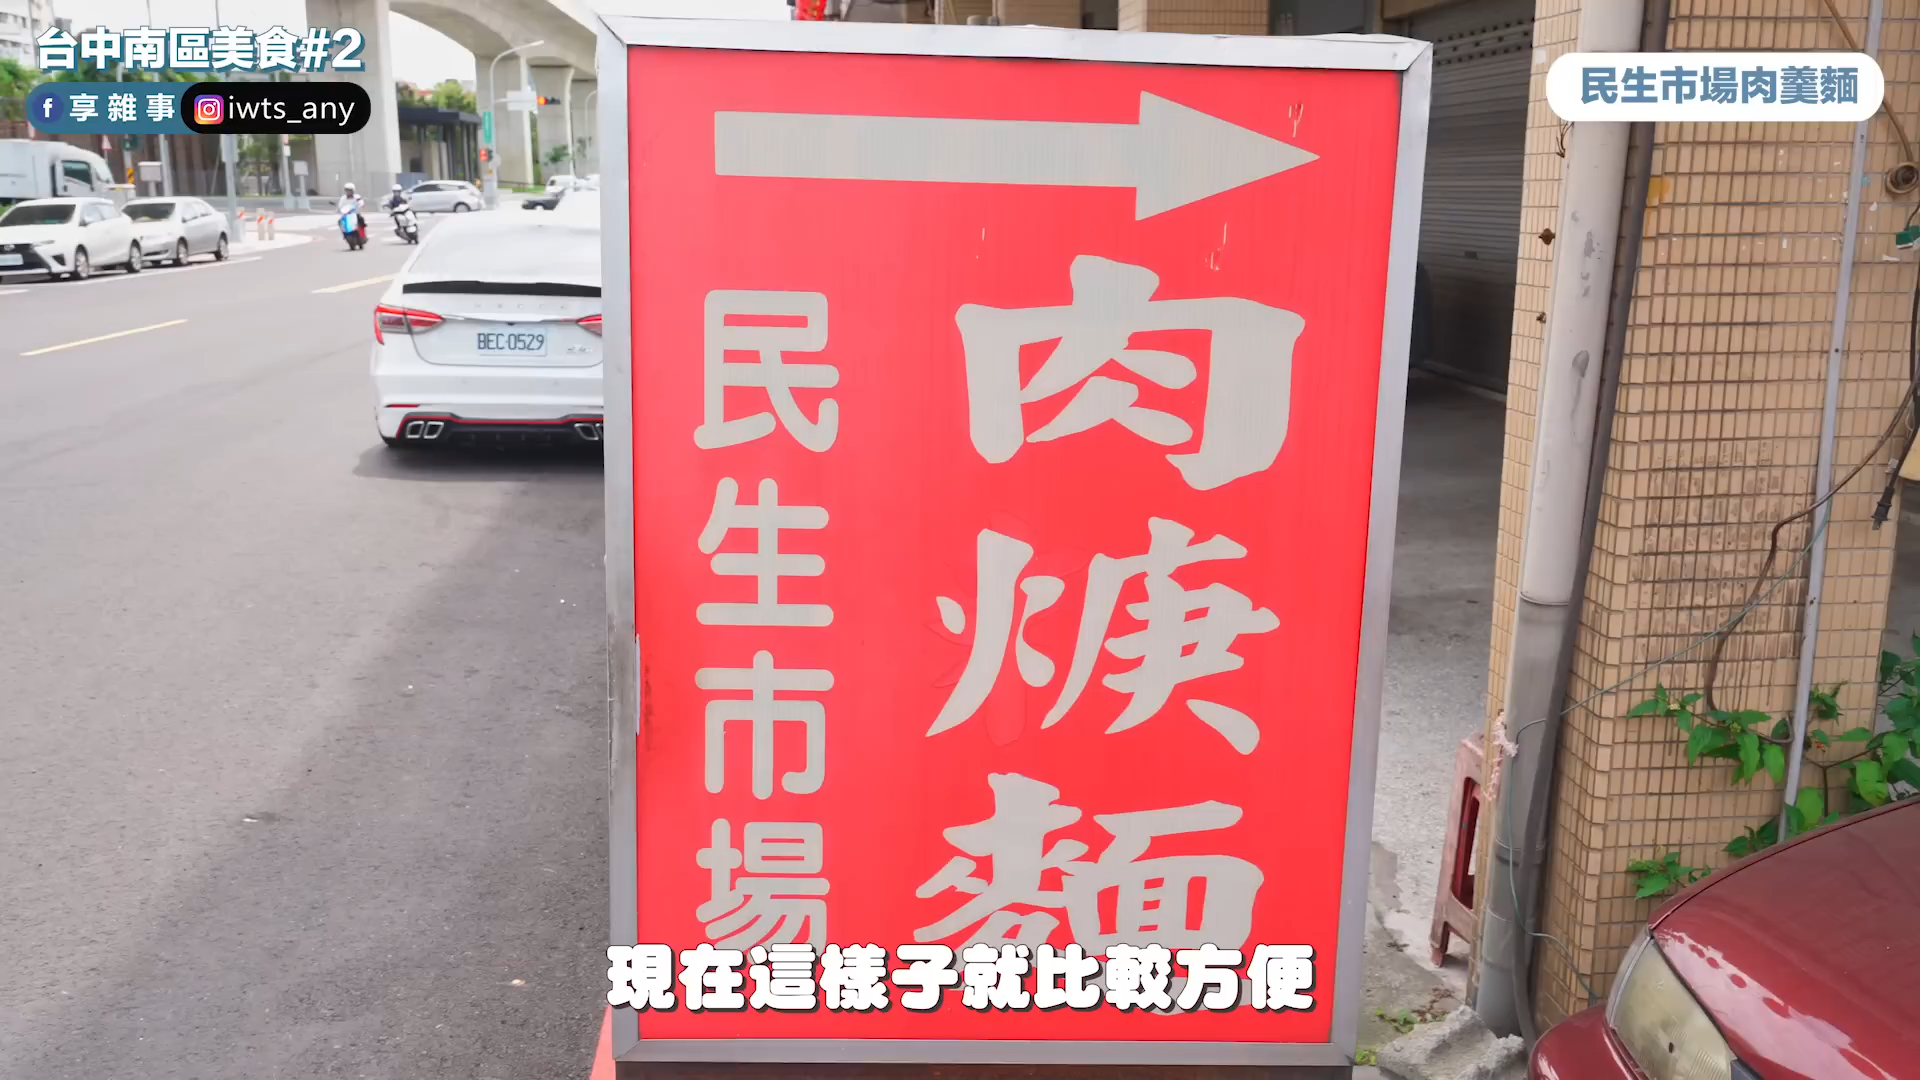 台中南區美食#2
享雜事 iwts_any
民生市場肉羹麵
BEC-0529
肉焿麵
民生市場
現在這樣子就比較方便